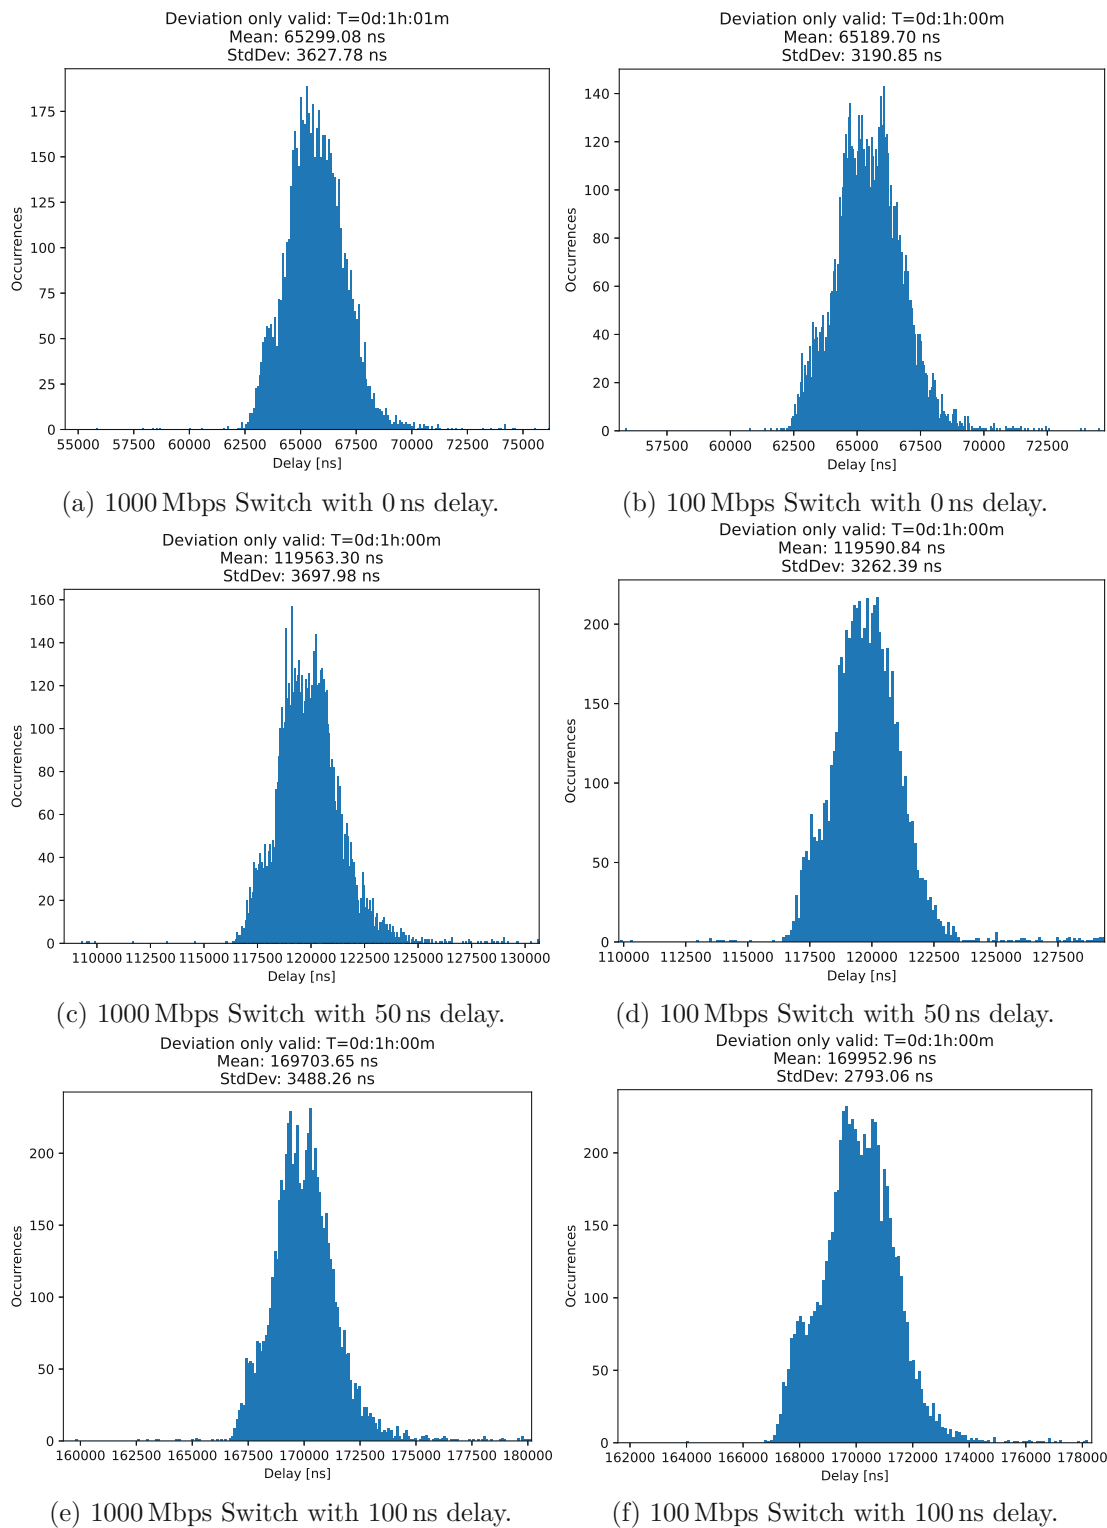 Deviation only valid: T=0d:1h:01m
Mean: 65299.08 ns
StdDev: 3627.78 ns
175
150
125
100
75
50
25
0
Occurrences
55000 57500 60000 62500 65000 67500 70000 72500 75000
Delay [ns]
(a) 1000 Mbps Switch with 0 ns delay.
Deviation only valid: T=0d:1h:00m
Mean: 65189.70 ns
StdDev: 3190.85 ns
140
120
100
80
60
40
20
0
Occurrences
57500 60000 62500 65000 67500 70000 72500
Delay [ns]
(b) 100 Mbps Switch with 0 ns delay.
Deviation only valid: T=0d:1h:00m
Mean: 119563.30 ns
StdDev: 3697.98 ns
160
140
120
100
80
60
40
20
0
Occurrences
110000 112500 115000 117500 120000 122500 125000 127500 130000
Delay [ns]
(c) 1000 Mbps Switch with 50 ns delay.
Deviation only valid: T=0d:1h:00m
Mean: 119590.84 ns
StdDev: 3262.39 ns
200
150
100
50
0
Occurrences
110000 112500 115000 117500 120000 122500 125000 127500
Delay [ns]
(d) 100 Mbps Switch with 50 ns delay.
Deviation only valid: T=0d:1h:00m
Mean: 169703.65 ns
StdDev: 3488.26 ns
200
150
100
50
0
Occurrences
160000 162500 165000 167500 170000 172500 175000 177500 180000
Delay [ns]
(e) 1000 Mbps Switch with 100 ns delay.
Deviation only valid: T=0d:1h:00m
Mean: 169952.96 ns
StdDev: 2793.06 ns
200
150
100
50
0
Occurrences
162000 164000 166000 168000 170000 172000 174000 176000 178000
Delay [ns]
(f) 100 Mbps Switch with 100 ns delay.